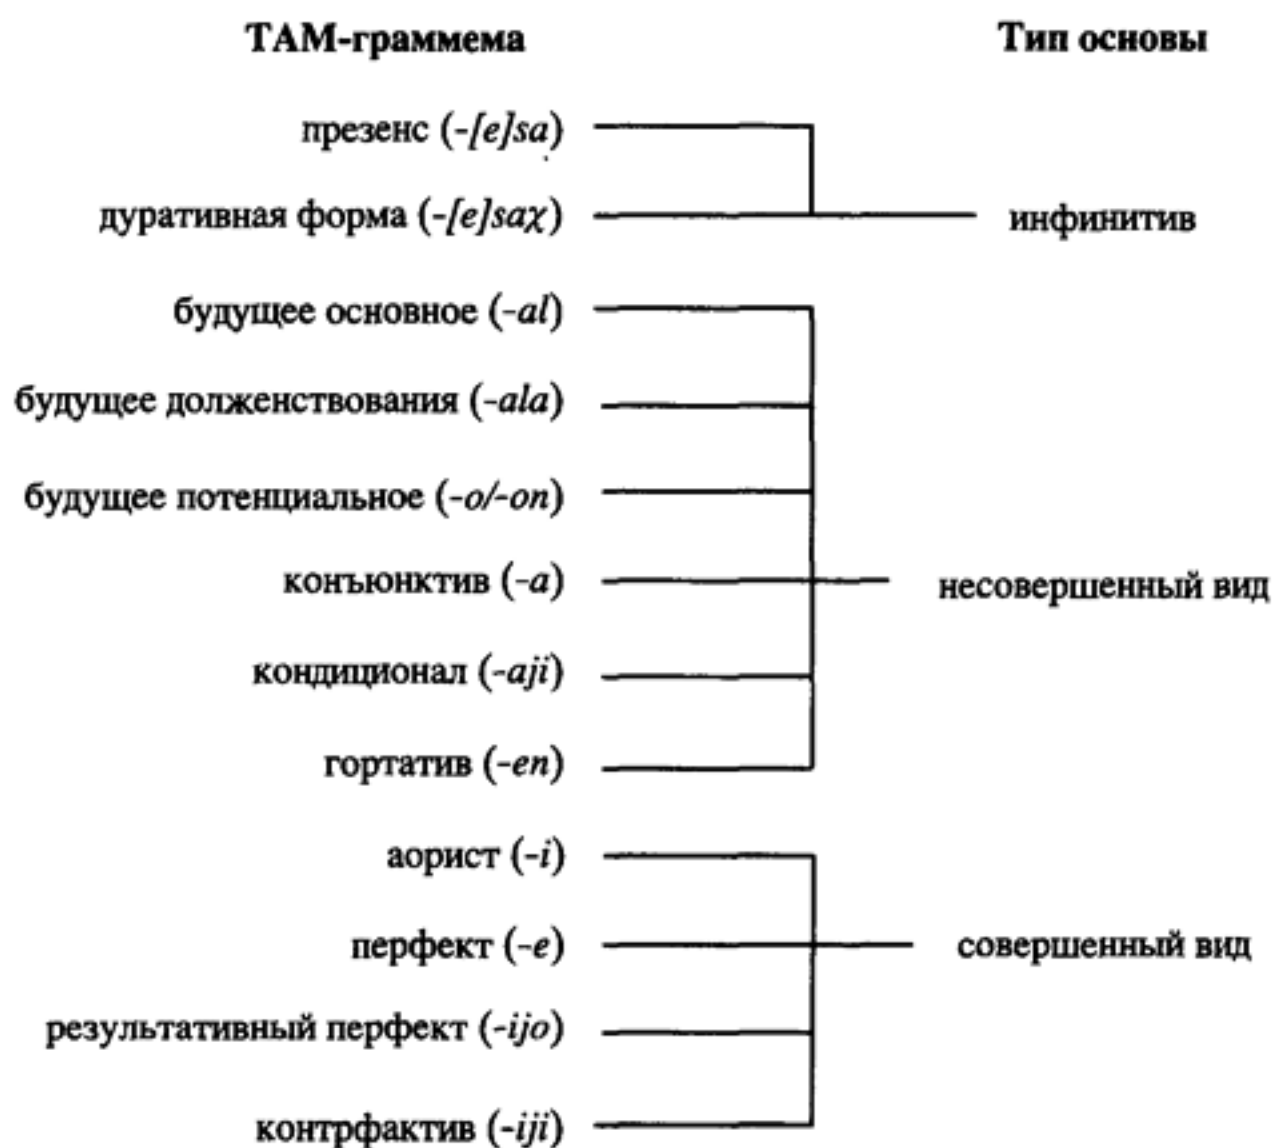 ТАМ-граммема Тип основы
презенс (-[e]sa)
дуративная форма (-[e]saχ) инфинитив
будущее основное (-al)
будущее долженствования (-ala)
будущее потенциальное (-o/-on)
конъюнктив (-a) несовершенный вид
кондиционал (-aji)
гортатив (-en)
аорист (-i)
перфект (-e) совершенный вид
результативный перфект (-ijo)
контрфактив (-iji)